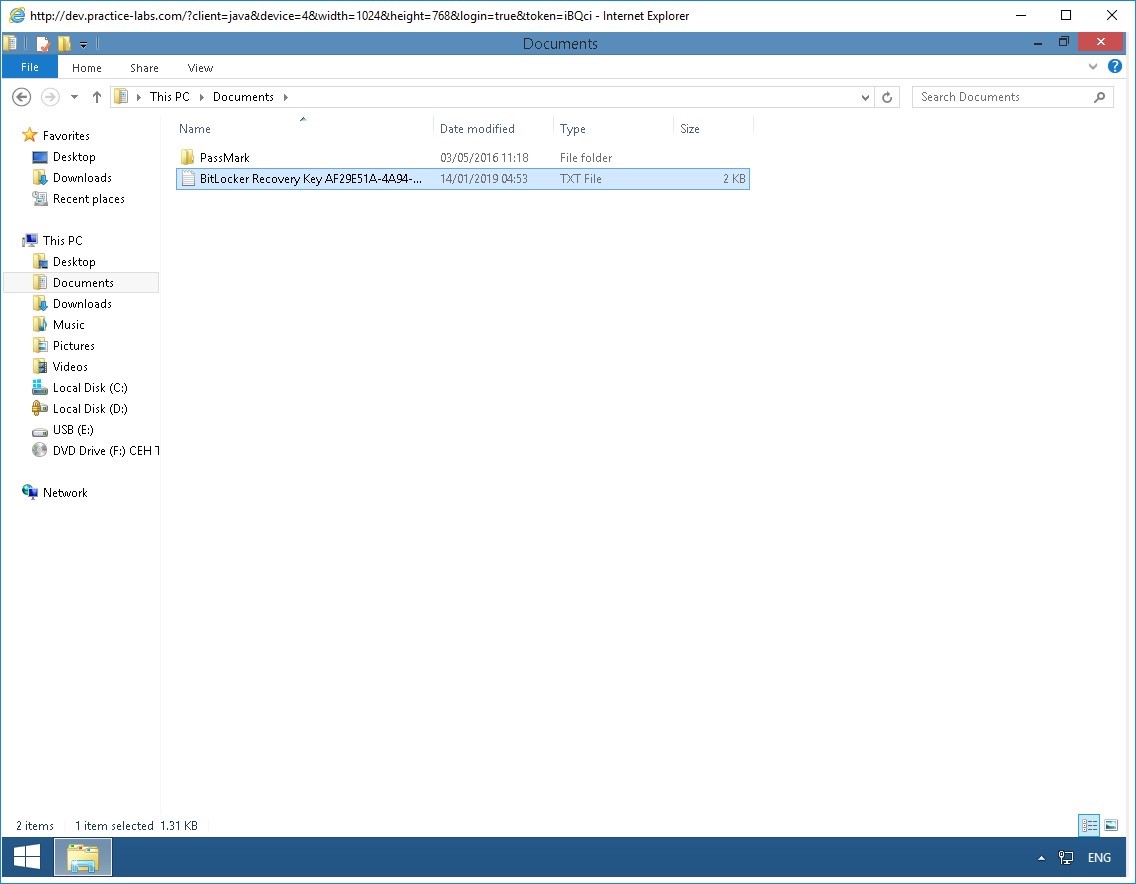 http://dev.practice-labs.com/?client=java&device=4&width=1024&height=768&login=true&token=iBQci - Internet Explorer
Documents
File Home Share View
This PC Documents Search Documents
Name Date modified Type Size
PassMark 03/05/2016 11:18 File folder
BitLocker Recovery Key AF29E51A-4A94-... 14/01/2019 04:53 TXT File 2 KB
Favorites
Desktop
Downloads
Recent places
This PC
Desktop
Documents
Downloads
Music
Pictures
Videos
Local Disk (C:)
Local Disk (D:)
USB (E:)
DVD Drive (F:) CEH T
Network
2 items 1 item selected 1.31 KB
ENG